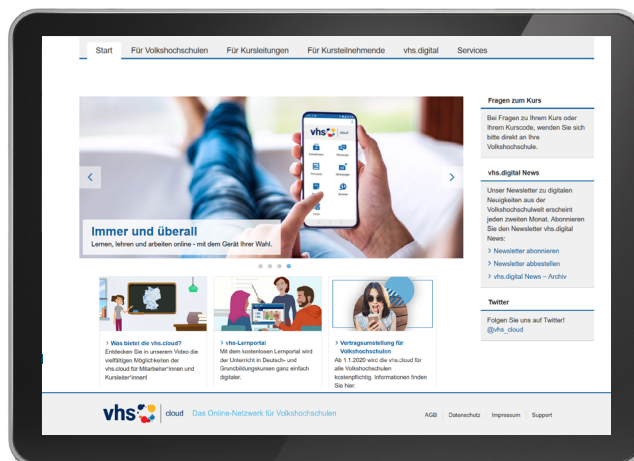 Start Für Volkshochschulen Für Kursleitungen Für Kursteilnehmende vhs.digital Services
vhs cloud
Immer und überall
Lernen, lehren und arbeiten online - mit dem Gerät Ihrer Wahl.
> Was bietet die vhs.cloud?
Entdecken Sie in unserem Video die
vielfältigen Möglichkeiten der
vhs.cloud für Mitarbeiter*innen und
Kursleiter*innen!
> vhs-Lernportal
Mit dem kostenlosen Lernportal wird
der Unterricht in Deutsch- und
Grundbildungskursen ganz einfach
digitaler.
> Vertragsumstellung für
Volkshochschulen
Ab 1.1.2020 wird die vhs.cloud für
alle Volkshochschulen
kostenpflichtig. Informationen finden
Sie hier.
Fragen zum Kurs
Bei Fragen zu Ihrem Kurs oder
Ihrem Kurscode, wenden Sie sich
bitte direkt an Ihre
Volkshochschule.
vhs.digital News
Unser Newsletter zu digitalen
Neuigkeiten aus der
Volkshochschulwelt erscheint
jeden zweiten Monat. Abonnieren
Sie den Newsletter vhs.digital
News:
> Newsletter abonnieren
> Newsletter abbestellen
> vhs.digital News – Archiv
Twitter
Folgen Sie uns auf Twitter!
@vhs_cloud
vhs cloud Das Online-Netzwerk für Volkshochschulen
AGB | Datenschutz | Impressum | Support